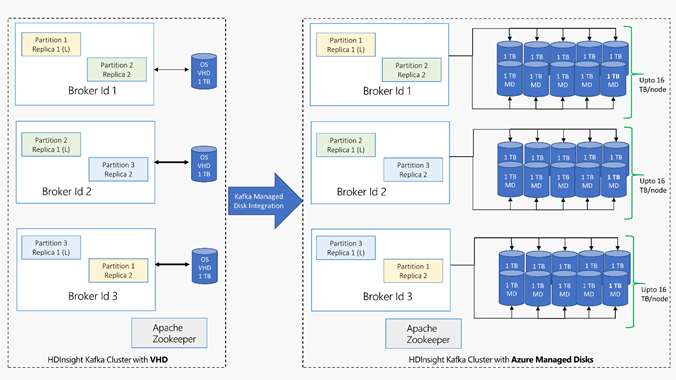 Partition 1
Replica 1 (L)
Partition 2
Replica 2
Broker Id 1
OS
VHD
1 TB
Partition 2
Replica 1 (L)
Partition 3
Replica 2
Broker Id 2
OS
VHD
1 TB
Partition 3
Replica 1 (L)
Partition 1
Replica 2
Broker Id 3
OS
VHD
1 TB
Apache
Zookeeper
HDInsight Kafka Cluster with VHD
Kafka Managed
Disk Integration
Partition 1
Replica 1 (L)
Partition 2
Replica 2
Broker Id 1
1 TB 1 TB 1 TB 1 TB 1 TB
1 TB 1 TB 1 TB 1 TB 1 TB
MD MD MD MD MD
Upto 16
TB/node
Partition 2
Replica 1 (L)
Partition 3
Replica 2
Broker Id 2
1 TB 1 TB 1 TB 1 TB 1 TB
1 TB 1 TB 1 TB 1 TB 1 TB
MD MD MD MD MD
Upto 16
TB/node
Partition 3
Replica 1 (L)
Partition 1
Replica 2
Broker Id 3
1 TB 1 TB 1 TB 1 TB 1 TB
1 TB 1 TB 1 TB 1 TB 1 TB
MD MD MD MD MD
Upto 16
TB/node
Apache
Zookeeper
HDInsight Kafka Cluster with Azure Managed Disks